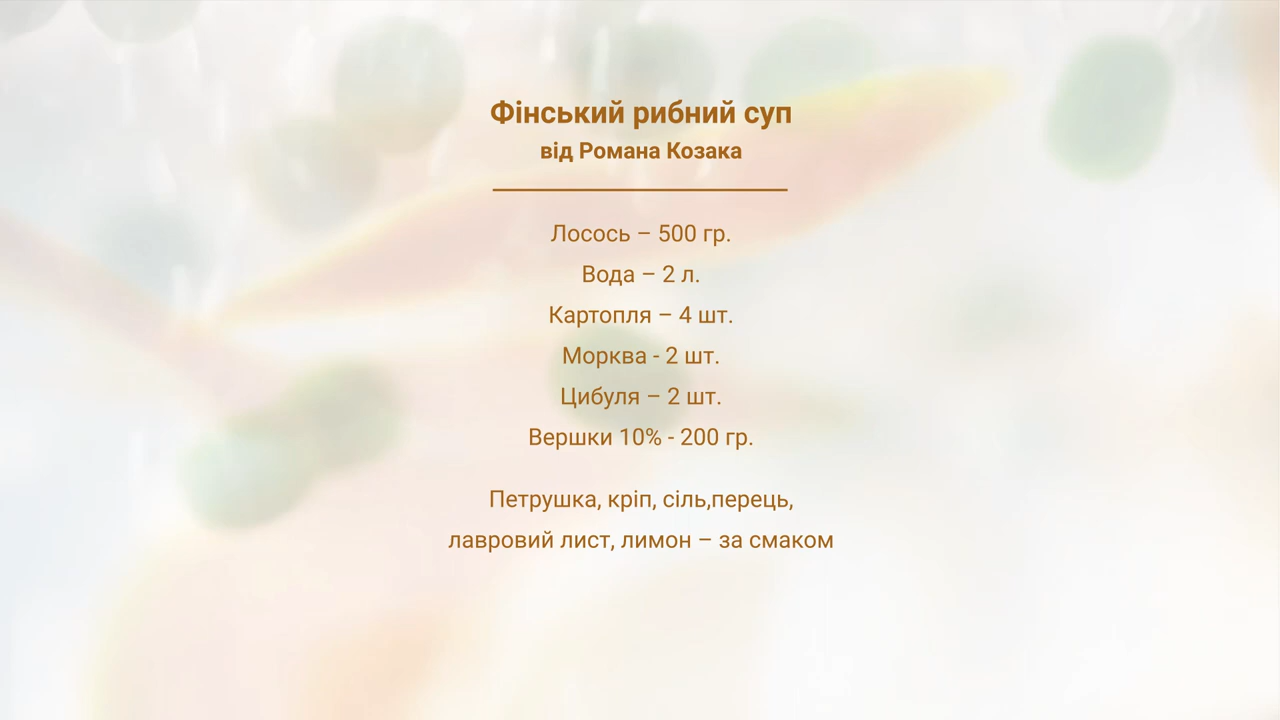 Фінський рибний суп
від Романа Козака
Лосось – 500 гр.
Вода – 2 л.
Картопля – 4 шт.
Морква - 2 шт.
Цибуля – 2 шт.
Вершки 10% - 200 гр.
Петрушка, кріп, сіль,перець,
лавровий лист, лимон – за смаком